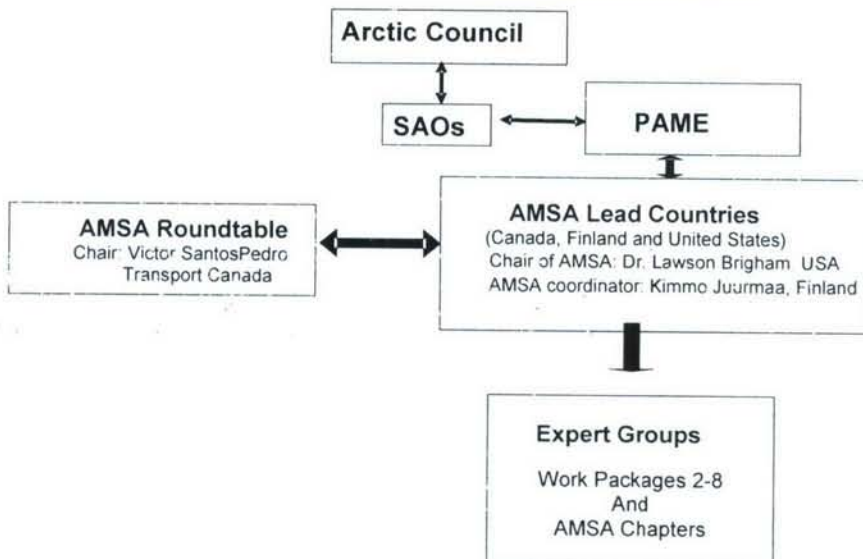 Arctic Council
SAOs
PAME
AMSA Roundtable
Chair: Victor SantosPedro
Transport Canada
AMSA Lead Countries
(Canada, Finland and United States)
Chair of AMSA: Dr. Lawson Brigham USA
AMSA coordinator: Kimmo Juurmaa, Finland
Expert Groups
Work Packages 2-8
And
AMSA Chapters